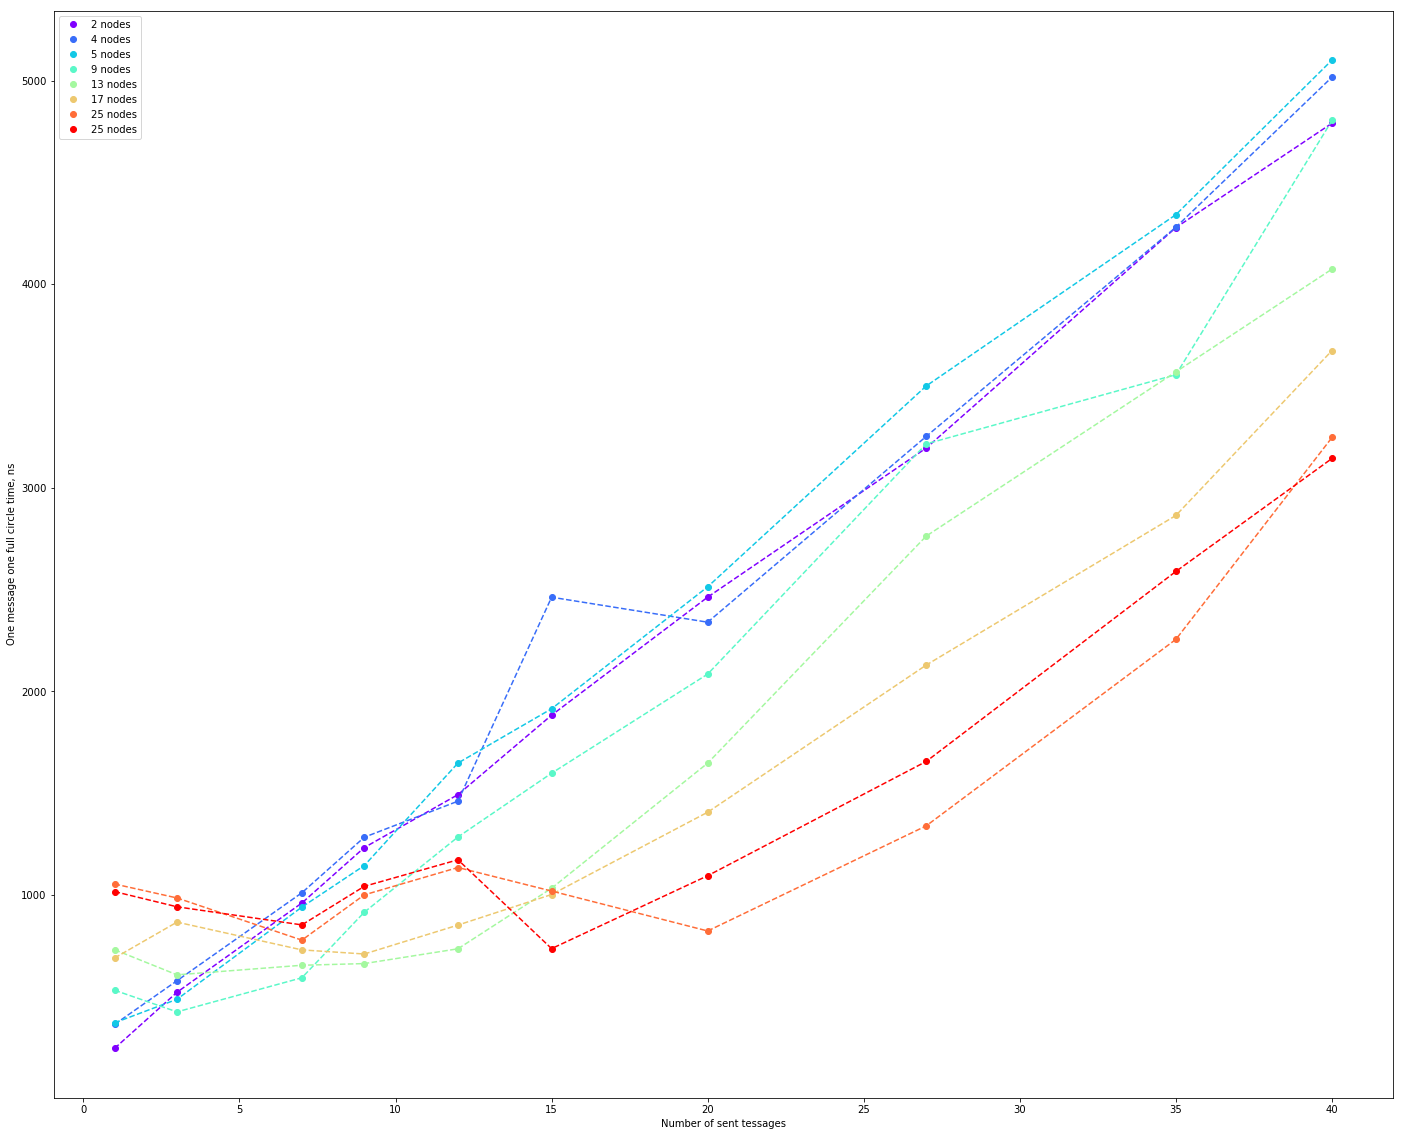 2 nodes
4 nodes
5 nodes
9 nodes
13 nodes
17 nodes
25 nodes
25 nodes
5000
4000
3000
2000
1000
One message one full circle time, ns
0 5 10 15 20 25 30 35 40
Number of sent tessages